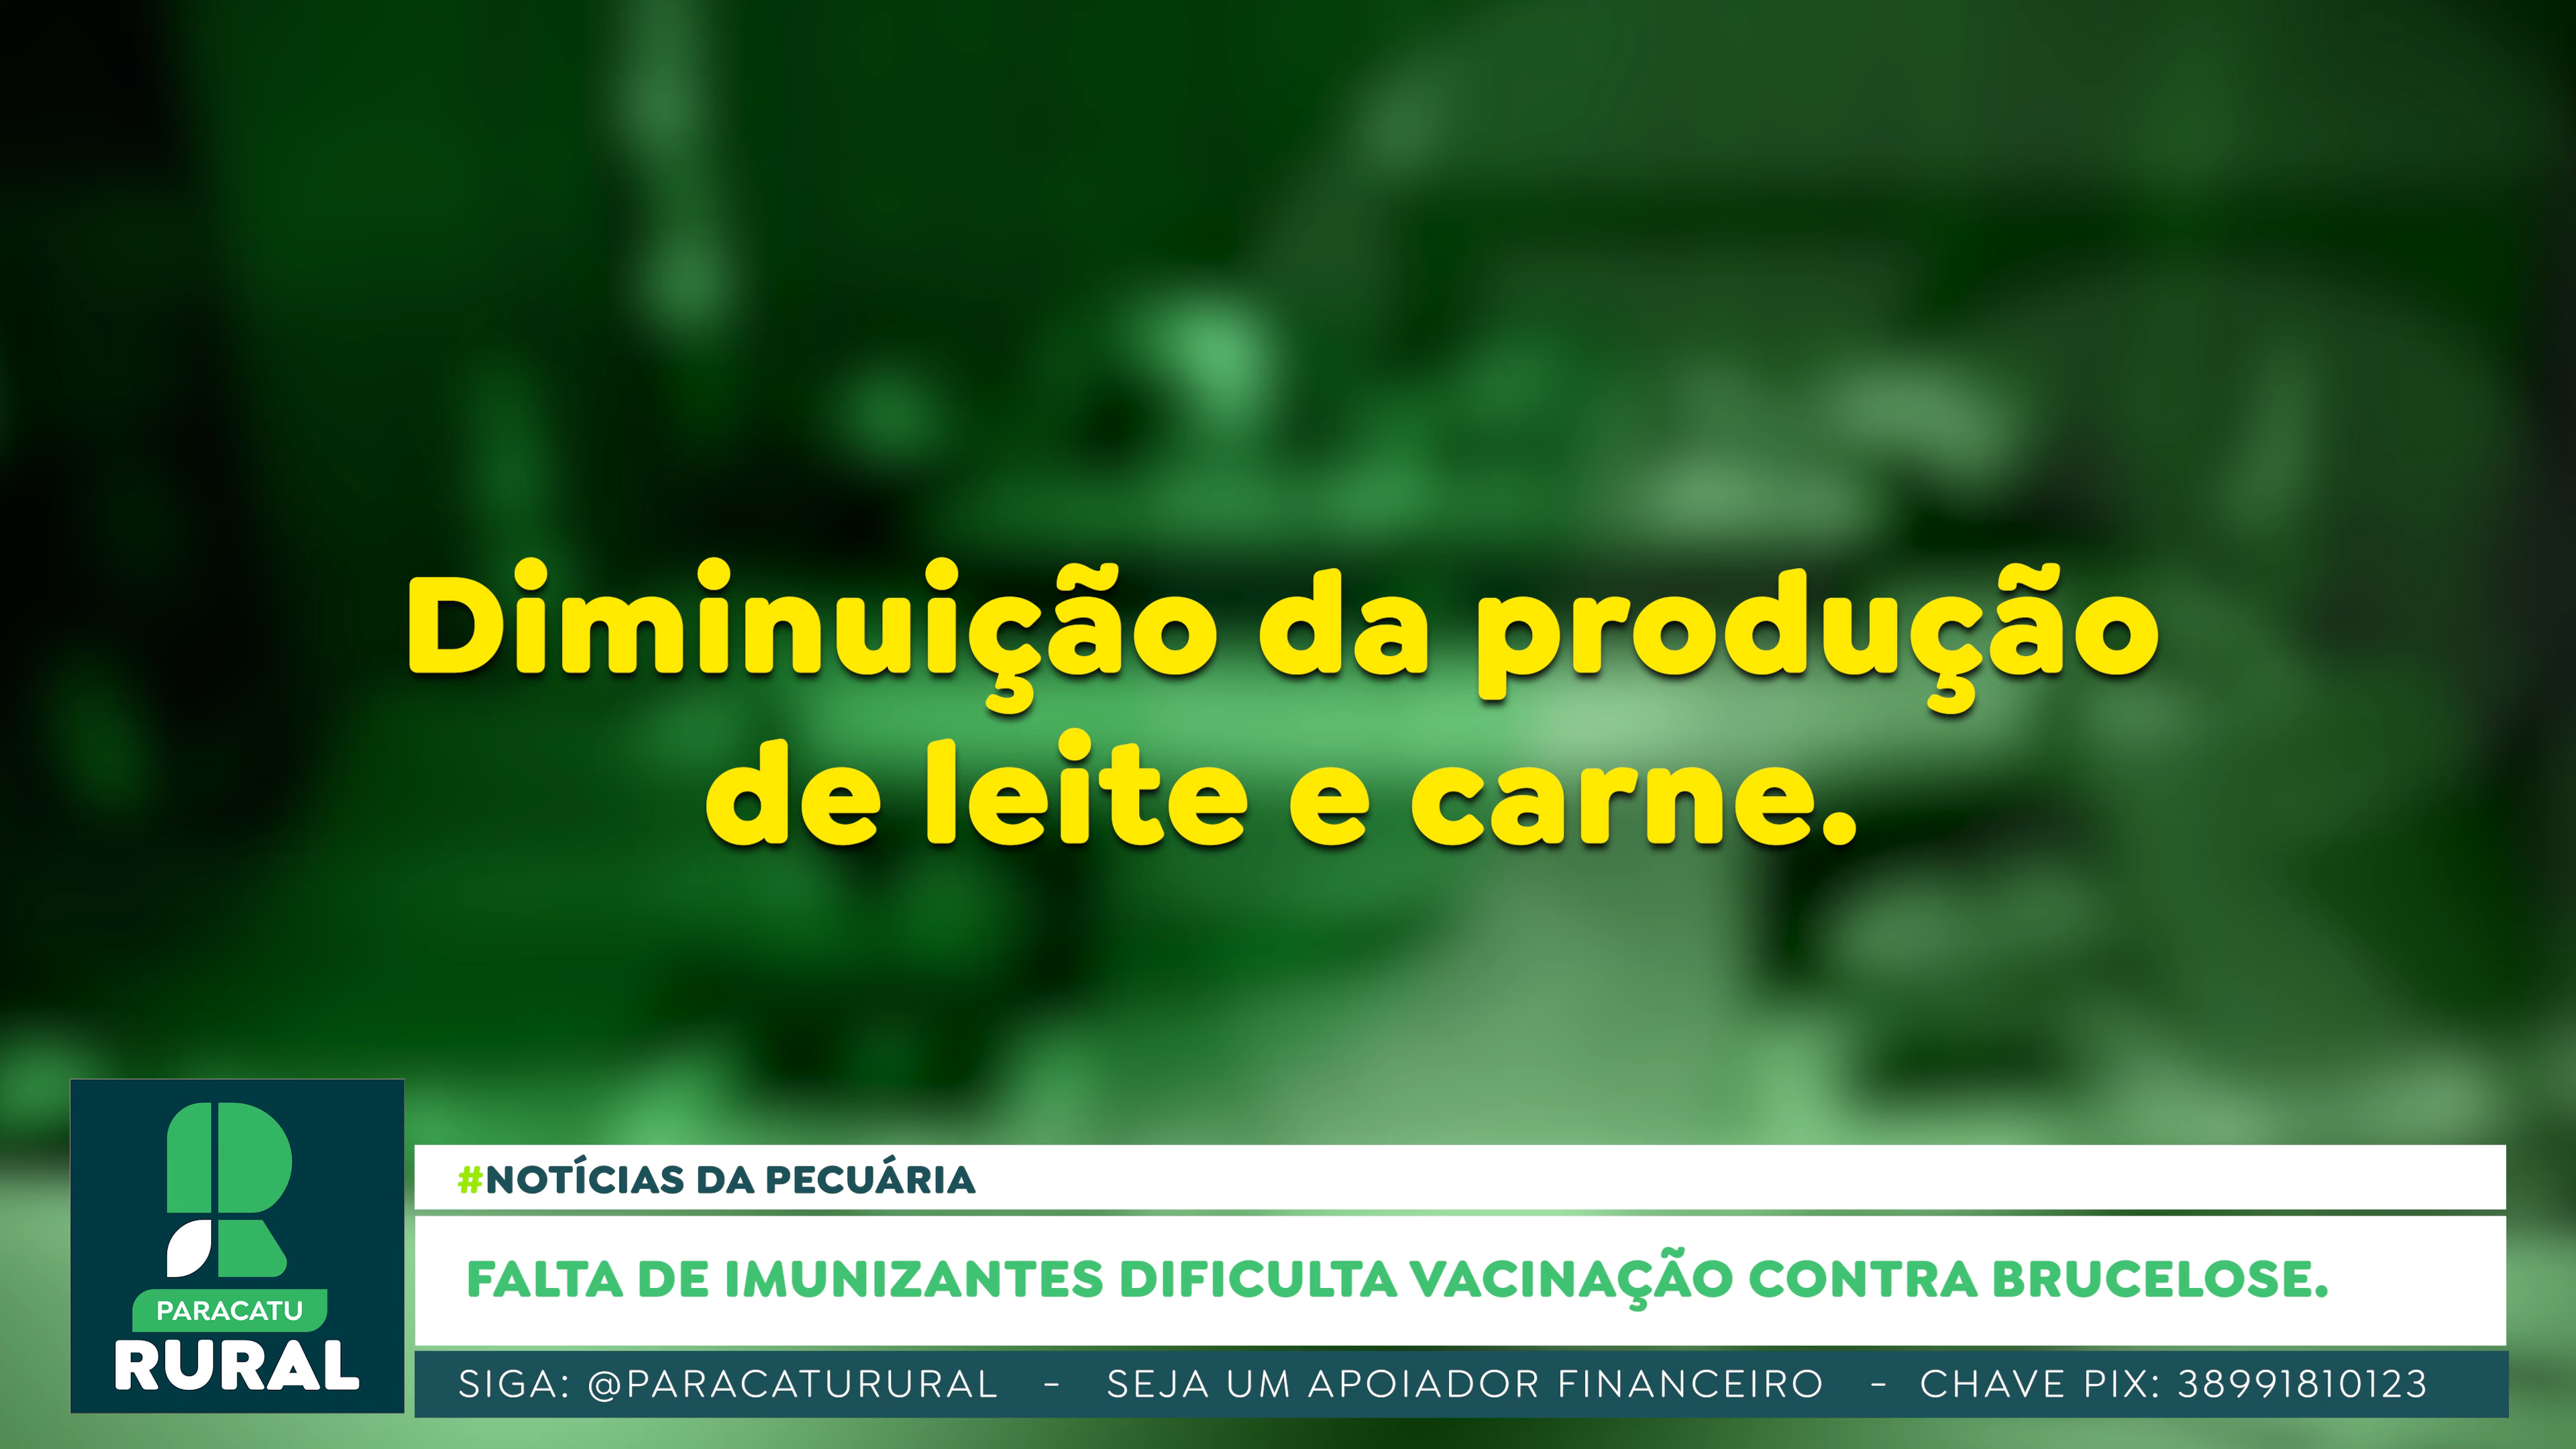 Diminuição da produção
de leite e carne.
#NOTÍCIAS DA PECUÁRIA
FALTA DE IMUNIZANTES DIFICULTA VACINAÇÃO CONTRA BRUCELOSE.
PARACATU
RURAL
SIGA: @PARACATURURAL - SEJA UM APOIADOR FINANCEIRO - CHAVE PIX: 38991810123